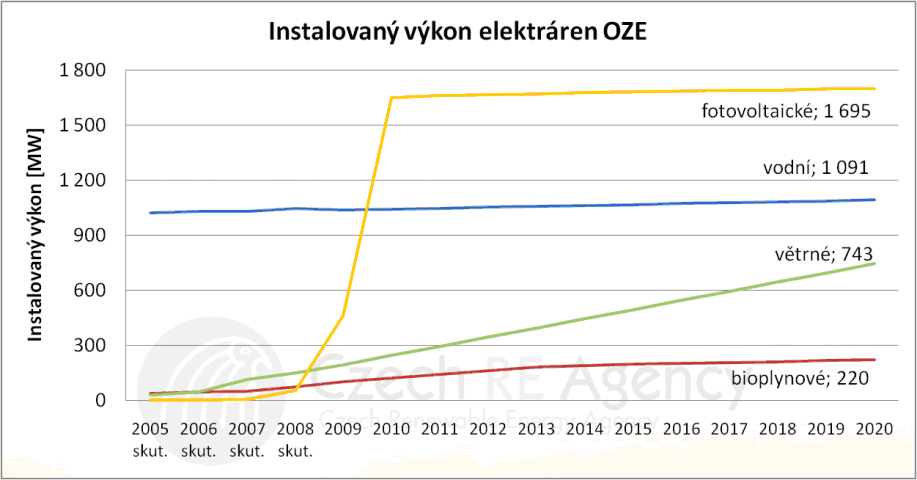 Instalovaný výkon elektráren OZE
Instalovaný výkon [MW]
1 800
1 500
1 200
900
600
300
0
fotovoltaické; 1 695
vodní; 1 091
větrné; 743
bioplynové; 220
Czech RE Agency
Czech Renewable Energy Agency
2005 2006 2007 2008 2009 2010 2011 2012 2013 2014 2015 2016 2017 2018 2019 2020
skut. skut. skut. skut.